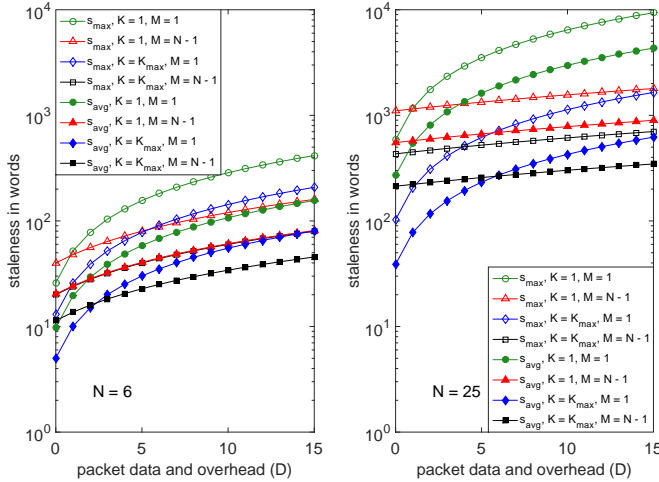 staleness in words
10^4
10^3
10^2
10^1
10^0
s_max, K = 1, M = 1
s_max, K = 1, M = N - 1
s_max, K = K_max, M = 1
s_max, K = K_max, M = N - 1
s_avg, K = 1, M = 1
s_avg, K = 1, M = N - 1
s_avg, K = K_max, M = 1
s_avg, K = K_max, M = N - 1
N = 6
0 5 10 15
packet data and overhead (D)
staleness in words
10^4
10^3
10^2
10^1
10^0
s_max, K = 1, M = 1
s_max, K = 1, M = N - 1
s_max, K = K_max, M = 1
s_max, K = K_max, M = N - 1
s_avg, K = 1, M = 1
s_avg, K = 1, M = N - 1
s_avg, K = K_max, M = 1
s_avg, K = K_max, M = N - 1
N = 25
0 5 10 15
packet data and overhead (D)